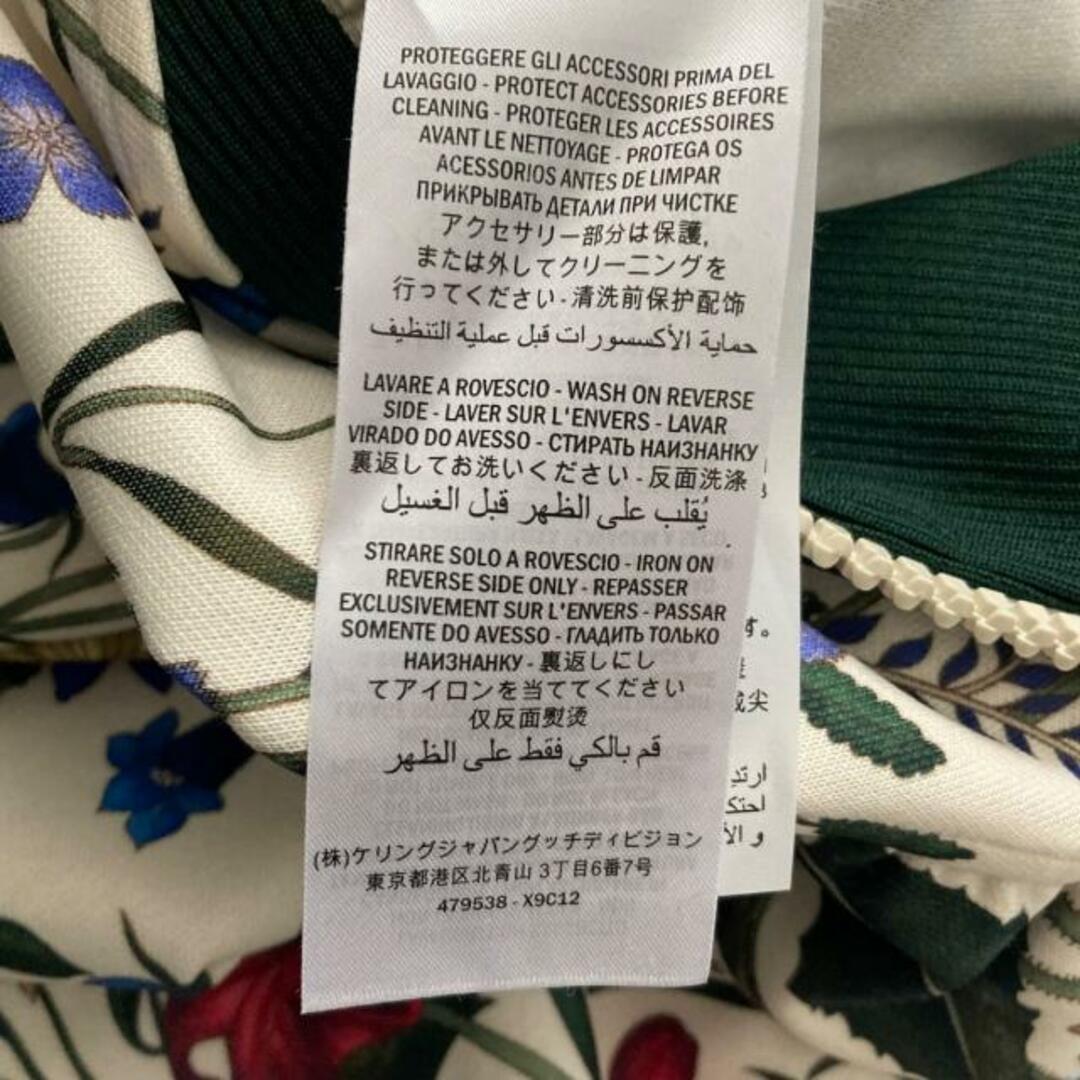 PROTEGGERE GLI ACCESSORI PRIMA DEL
LAVAGGIO - PROTECT ACCESSORIES BEFORE
CLEANING - PROTEGER LES ACCESSOIRES
AVANT LE NETTOYAGE - PROTEGA OS
ACESSORIOS ANTES DE LIMPAR
ПРИКРЫВАТЬ ДЕТАЛИ ПРИ ЧИСТКЕ
アクセサリー部分は保護,
または外してクリーニングを
行ってください - 清洗前保护配饰
حماية الأكسسورات قبل عملية التنظيف
LAVARE A ROVESCIO - WASH ON REVERSE
SIDE - LAVER SUR L'ENVERS - LAVAR
VIRADO DO AVESSO - СТИРАТЬ НАИЗНАНКУ
裏返してお洗いください - 反面洗涤
يُقلب على الظهر قبل الغسيل
STIRARE SOLO A ROVESCIO - IRON ON
REVERSE SIDE ONLY - REPASSER
EXCLUSIVEMENT SUR L'ENVERS - PASSAR
SOMENTE DO AVESSO - ГЛАДИТЬ ТОЛЬКО
НАИЗНАНКУ - 裏返しにし
てアイロンを当ててください
仅反面熨烫
قم بالكي فقط على الظهر
(株)ケリングジャパングッチディビジョン
東京都港区北青山 3丁目6番7号
479538 - X9C12
す。
尖